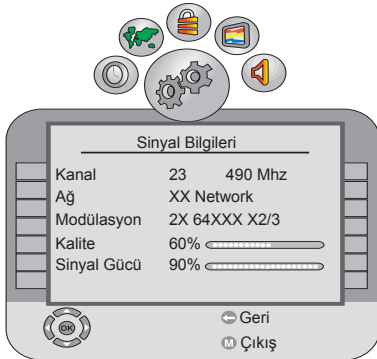 Sinyal Bilgileri
Kanal 23 490 Mhz
Ağ XX Network
Modülasyon 2X 64XXX X2/3
Kalite 60%
Sinyal Gücü 90%
OK
Geri
M Çıkış